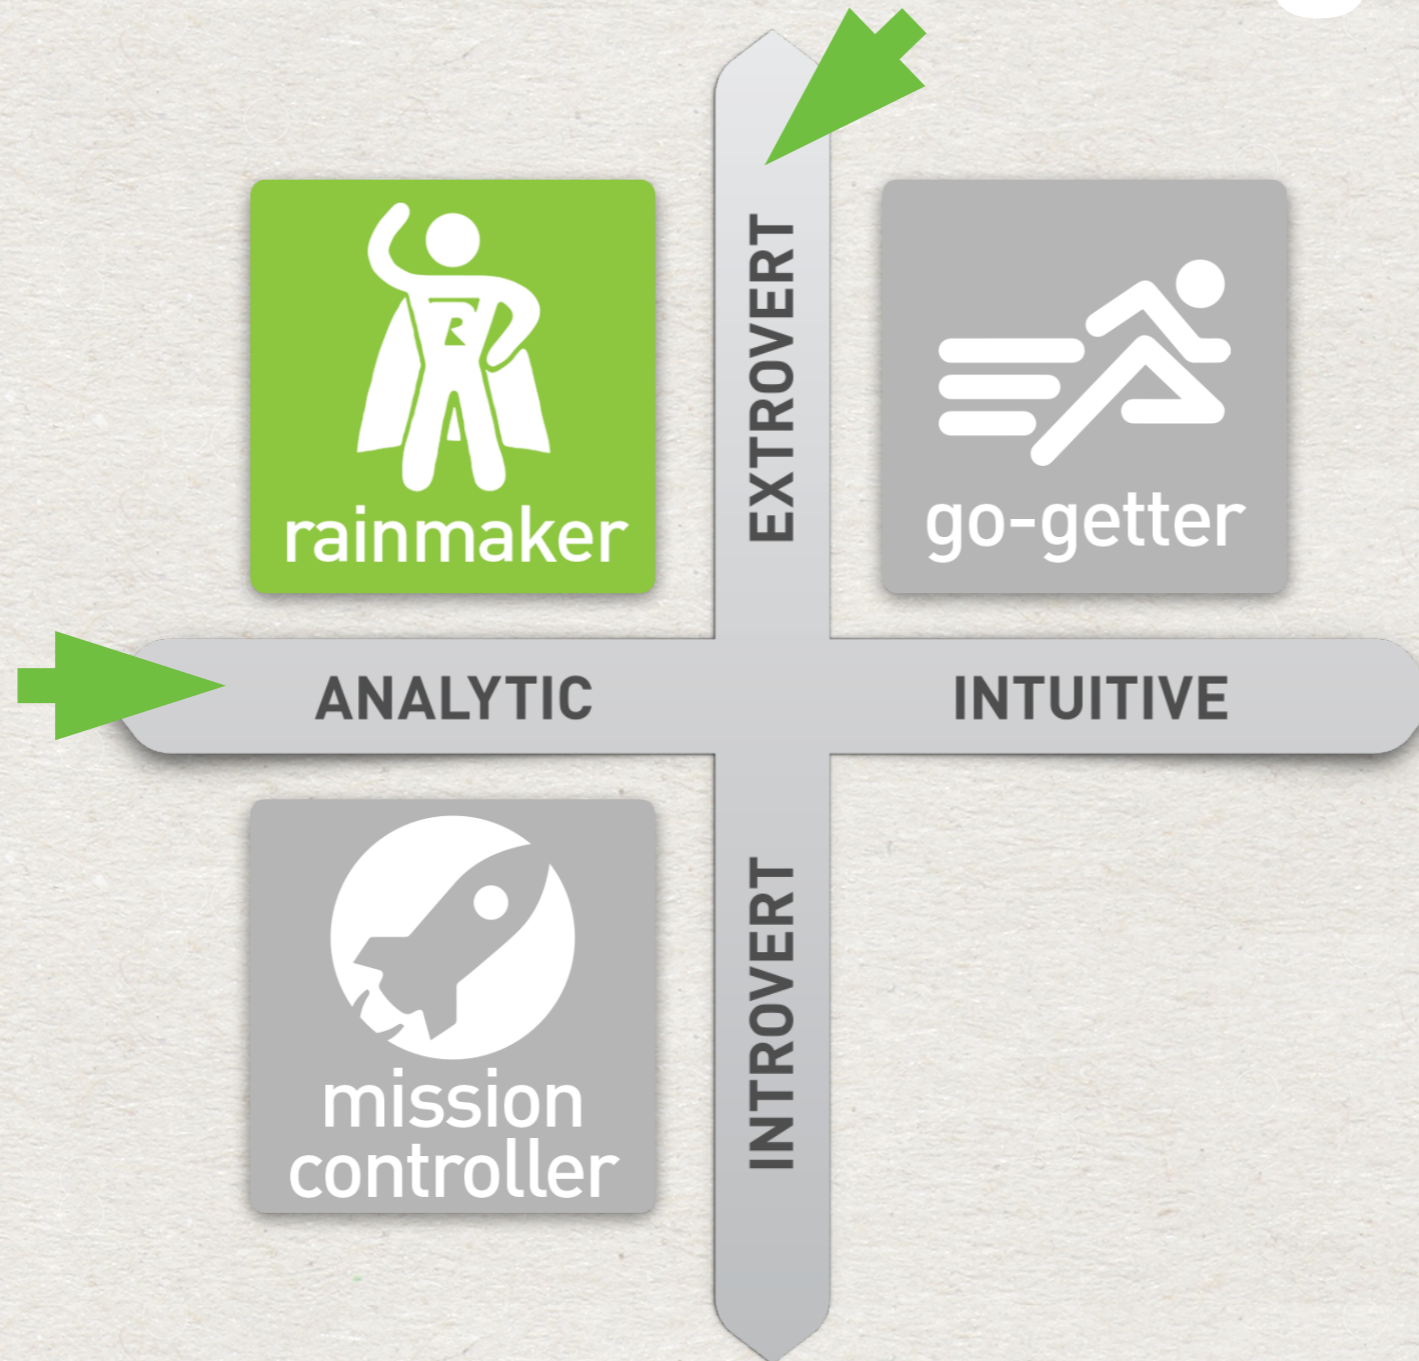 EXTROVERT
R
rainmaker
go-getter
ANALYTIC
INTUITIVE
INTROVERT
mission
controller